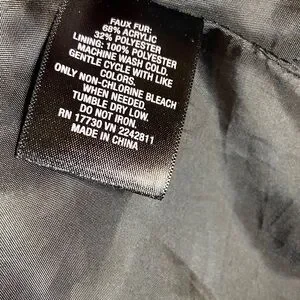 FAUX FUR:
68% ACRYLIC
32% POLYESTER
LINING: 100% POLYESTER
MACHINE WASH COLD.
GENTLE CYCLE WITH LIKE
COLORS.
ONLY NON-CHLORINE BLEACH
WHEN NEEDED.
TUMBLE DRY LOW.
DO NOT IRON.
RN 17730 VN 2242811
MADE IN CHINA